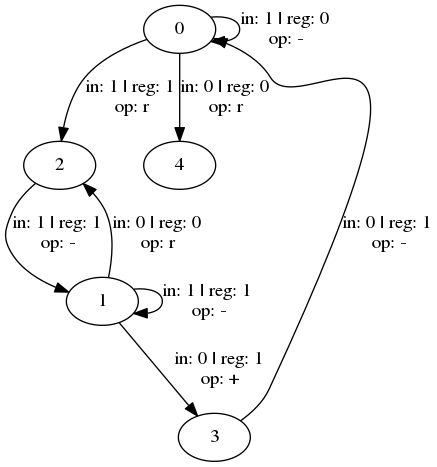 0
in: 1 | reg: 0
op: -
in: 1 | reg: 1
op: r
in: 0 | reg: 0
op: r
2
4
in: 1 | reg: 1
op: -
in: 0 | reg: 0
op: r
in: 0 | reg: 1
op: -
1
in: 1 | reg: 1
op: -
in: 0 | reg: 1
op: +
3